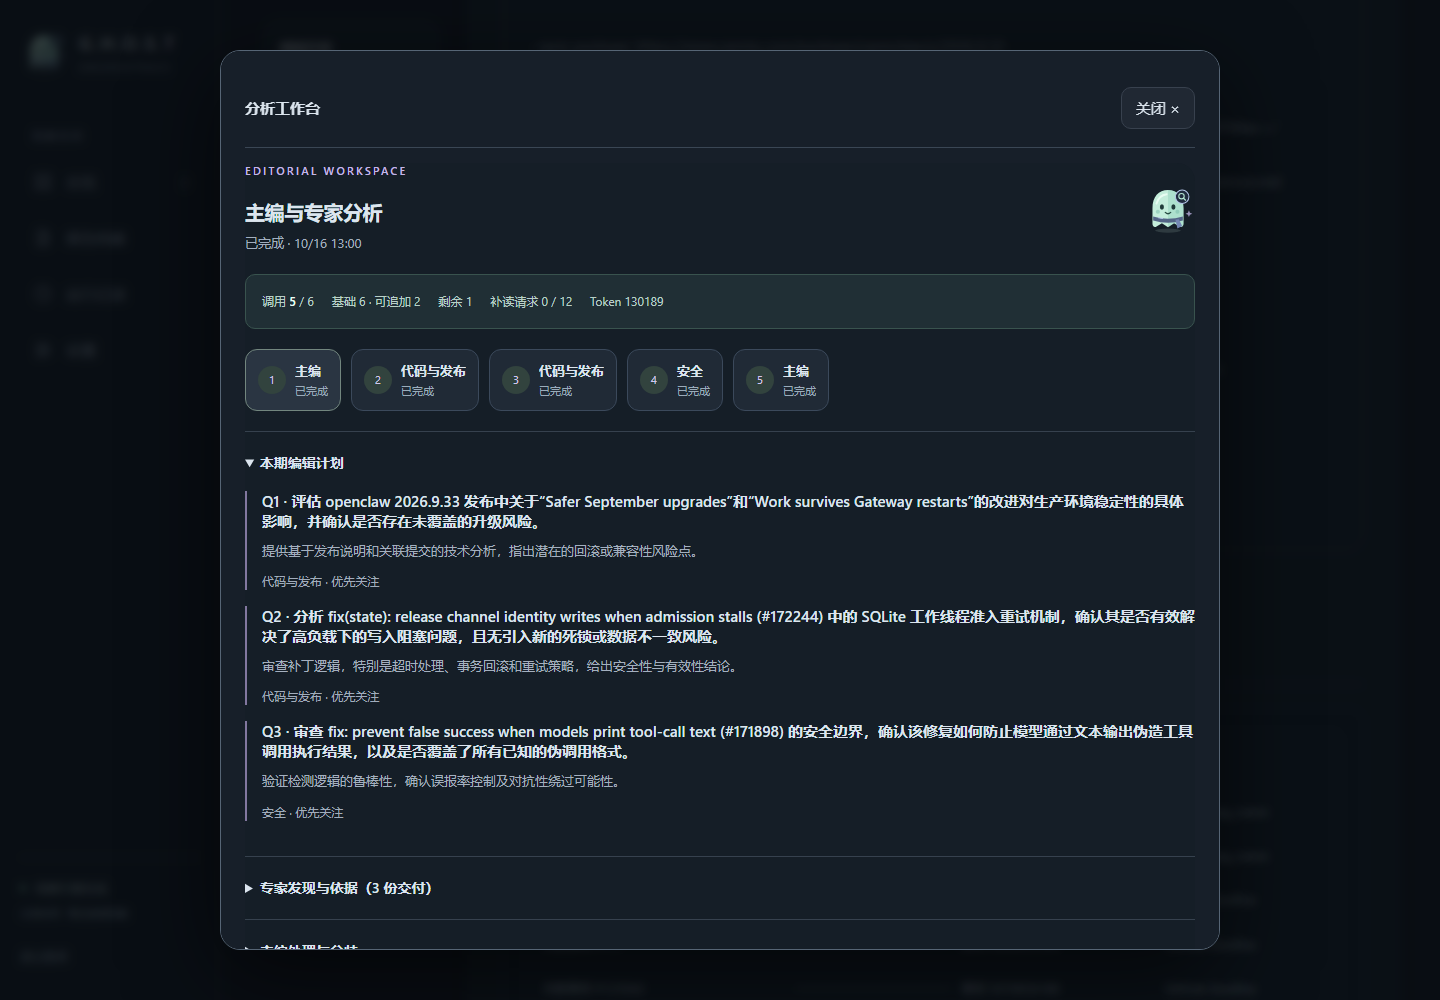 分析工作台
关闭 ×
EDITORIAL WORKSPACE
主编与专家分析
已完成 · 10/16 13:00
调用 5 / 6 基础 6 · 可追加 2 剩余 1 补读请求 0 / 12 Token 130189
1 主编 已完成
2 代码与发布 已完成
3 代码与发布 已完成
4 安全 已完成
5 主编 已完成
▼ 本期编辑计划
Q1 · 评估 openclaw 2026.9.33 发布中关于“Safer September upgrades”和“Work survives Gateway restarts”的改进对生产环境稳定性的具体
影响，并确认是否存在未覆盖的升级风险。
提供基于发布说明和关联提交的技术分析，指出潜在的回滚或兼容性风险点。
代码与发布 · 优先关注
Q2 · 分析 fix(state): release channel identity writes when admission stalls (#172244) 中的 SQLite 工作线程准入重试机制，确认其是否有效解
决了高负载下的写入阻塞问题，且无引入新的死锁或数据不一致风险。
审查补丁逻辑，特别是超时处理、事务回滚和重试策略，给出安全性与有效性结论。
代码与发布 · 优先关注
Q3 · 审查 fix: prevent false success when models print tool-call text (#171898) 的安全边界，确认该修复如何防止模型通过文本输出伪造工具
调用执行结果，以及是否覆盖了所有已知的伪调用格式。
验证检测逻辑的鲁棒性，确认误报率控制及对抗性绕过可能性。
安全 · 优先关注
▶ 专家发现与依据（3 份交付）